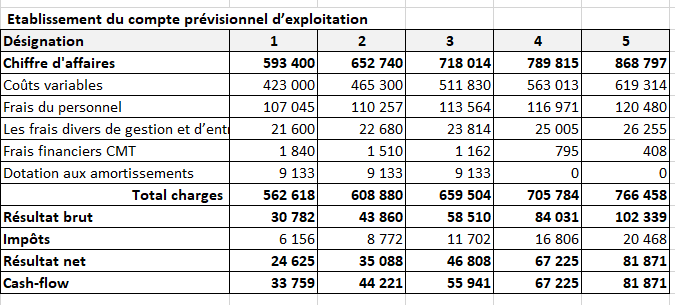 Etablissement du compte prévisionnel d’exploitation
Désignation 1 2 3 4 5
Chiffre d'affaires 593 400 652 740 718 014 789 815 868 797
Coûts variables 423 000 465 300 511 830 563 013 619 314
Frais du personnel 107 045 110 257 113 564 116 971 120 480
Les frais divers de gestion et d’entr 21 600 22 680 23 814 25 005 26 255
Frais financiers CMT 1 840 1 510 1 162 795 408
Dotation aux amortissements 9 133 9 133 9 133 0 0
Total charges 562 618 608 880 659 504 705 784 766 458
Résultat brut 30 782 43 860 58 510 84 031 102 339
Impôts 6 156 8 772 11 702 16 806 20 468
Résultat net 24 625 35 088 46 808 67 225 81 871
Cash-flow 33 759 44 221 55 941 67 225 81 871